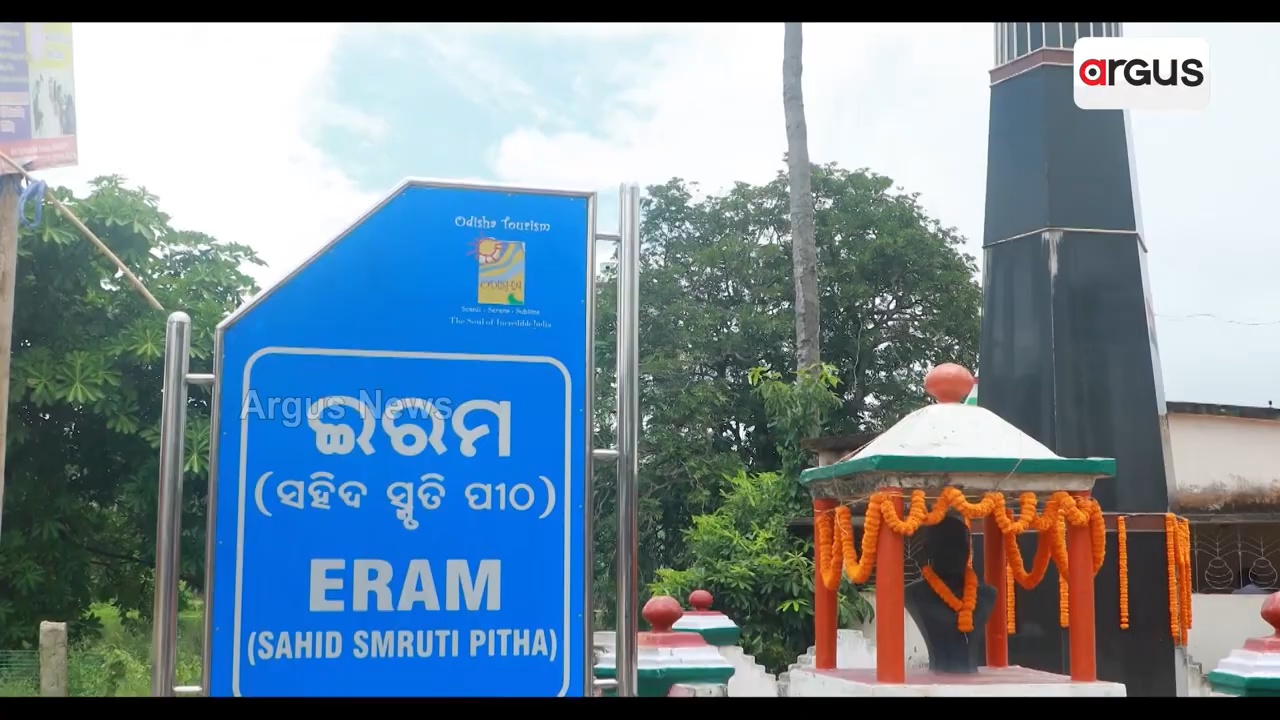 argus
Odisha Tourism
Scenic · Serene · Sublime
The Soul of Incredible India
Argus News
ଇରମ
(ସହିଦ ସ୍ମୃତି ପୀଠ)
ERAM
(SAHID SMRUTI PITHA)